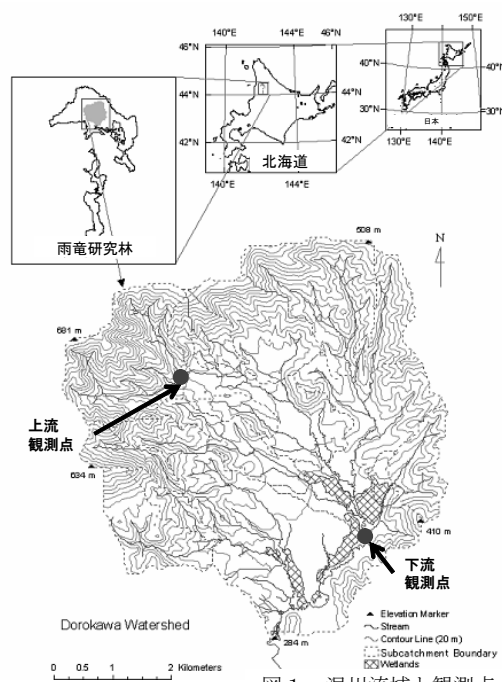 130°E 150°E
140°E 144°E 46°N
45°N
40°N 40°N
44°N 44°N
30°N 30°N
42°N 42°N
日本
130°E 140°E
北海道
140°E 144°E
雨竜研究林
508 m
N
681 m
上流
観測点
634 m
410 m
下流
観測点
Dorokawa Watershed
284 m
Elevation Marker
Stream
Contour Line (20 m)
Subcatchment Boundary
Wetlands
0 0.5 1 2 Kilometers